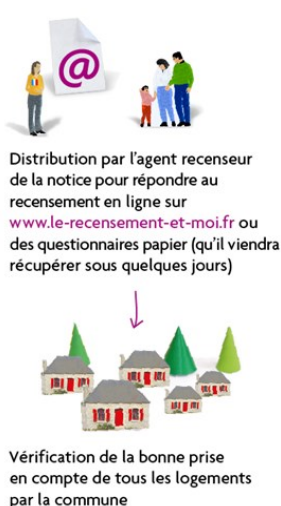 @
Distribution par l'agent recenseur
de la notice pour répondre au
recensement en ligne sur
www.le-recensement-et-moi.fr ou
des questionnaires papier (qu'il viendra
récupérer sous quelques jours)
Vérification de la bonne prise
en compte de tous les logements
par la commune